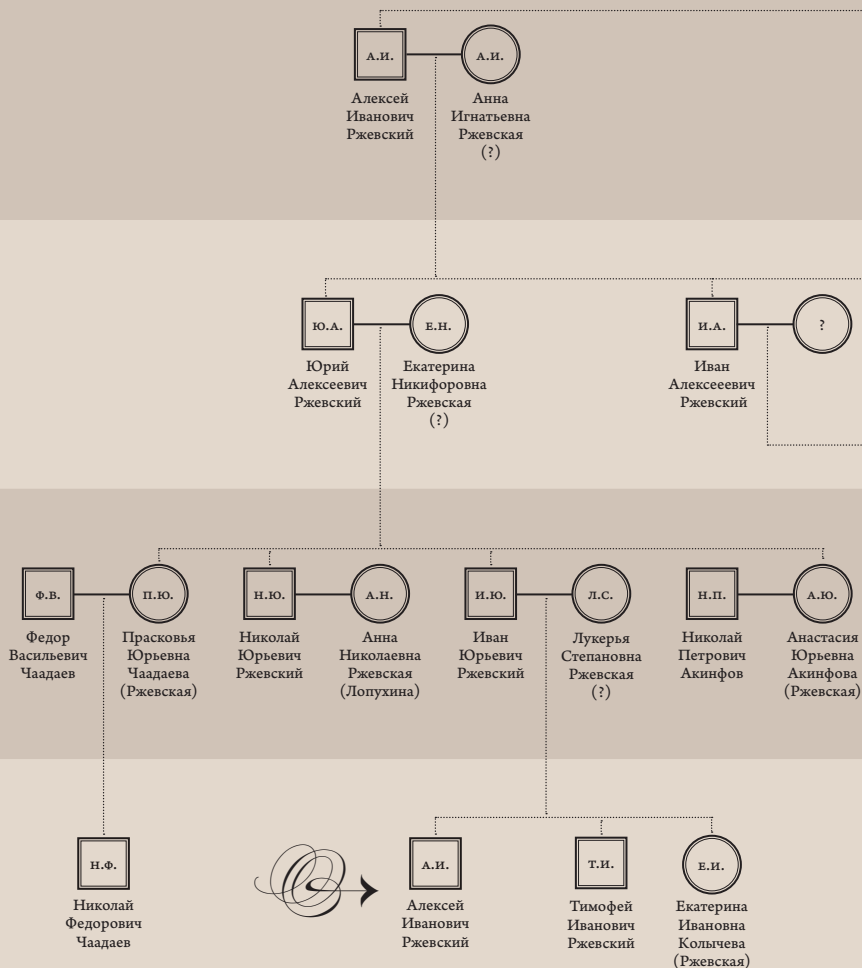 А.И.
А.И.
Алексей
Иванович
Ржевский
Анна
Игнатьевна
Ржевская
(?)
Ю.А.
Е.Н.
И.А.
?
Юрий
Алексеевич
Ржевский
Екатерина
Никифоровна
Ржевская
(?)
Иван
Алексееевич
Ржевский
Ф.В.
П.Ю.
Н.Ю.
А.Н.
И.Ю.
Л.С.
Н.П.
А.Ю.
Федор
Васильевич
Чаадаев
Прасковья
Юрьевна
Чаадаева
(Ржевская)
Николай
Юрьевич
Ржевский
Анна
Николаевна
Ржевская
(Лопухина)
Иван
Юрьевич
Ржевский
Лукерья
Степановна
Ржевская
(?)
Николай
Петрович
Акинфов
Анастасия
Юрьевна
Акинфова
(Ржевская)
Н.Ф.
А.И.
Т.И.
Е.И.
Николай
Федорович
Чаадаев
Алексей
Иванович
Ржевский
Тимофей
Иванович
Ржевский
Екатерина
Ивановна
Колычева
(Ржевская)